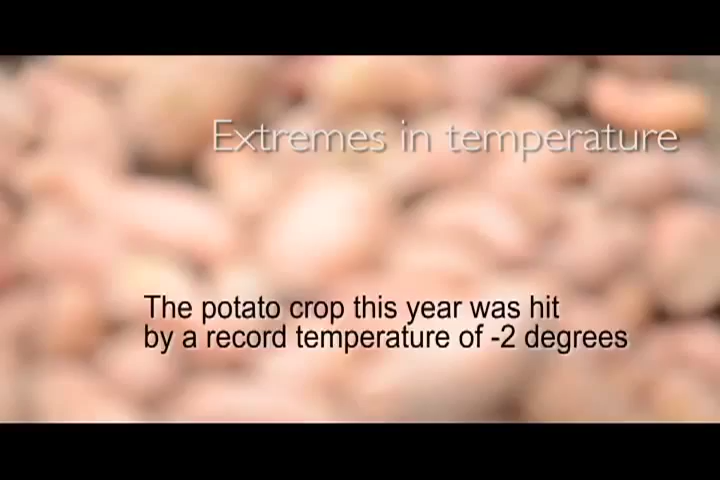 Extremes in temperature
The potato crop this year was hit
by a record temperature of -2 degrees